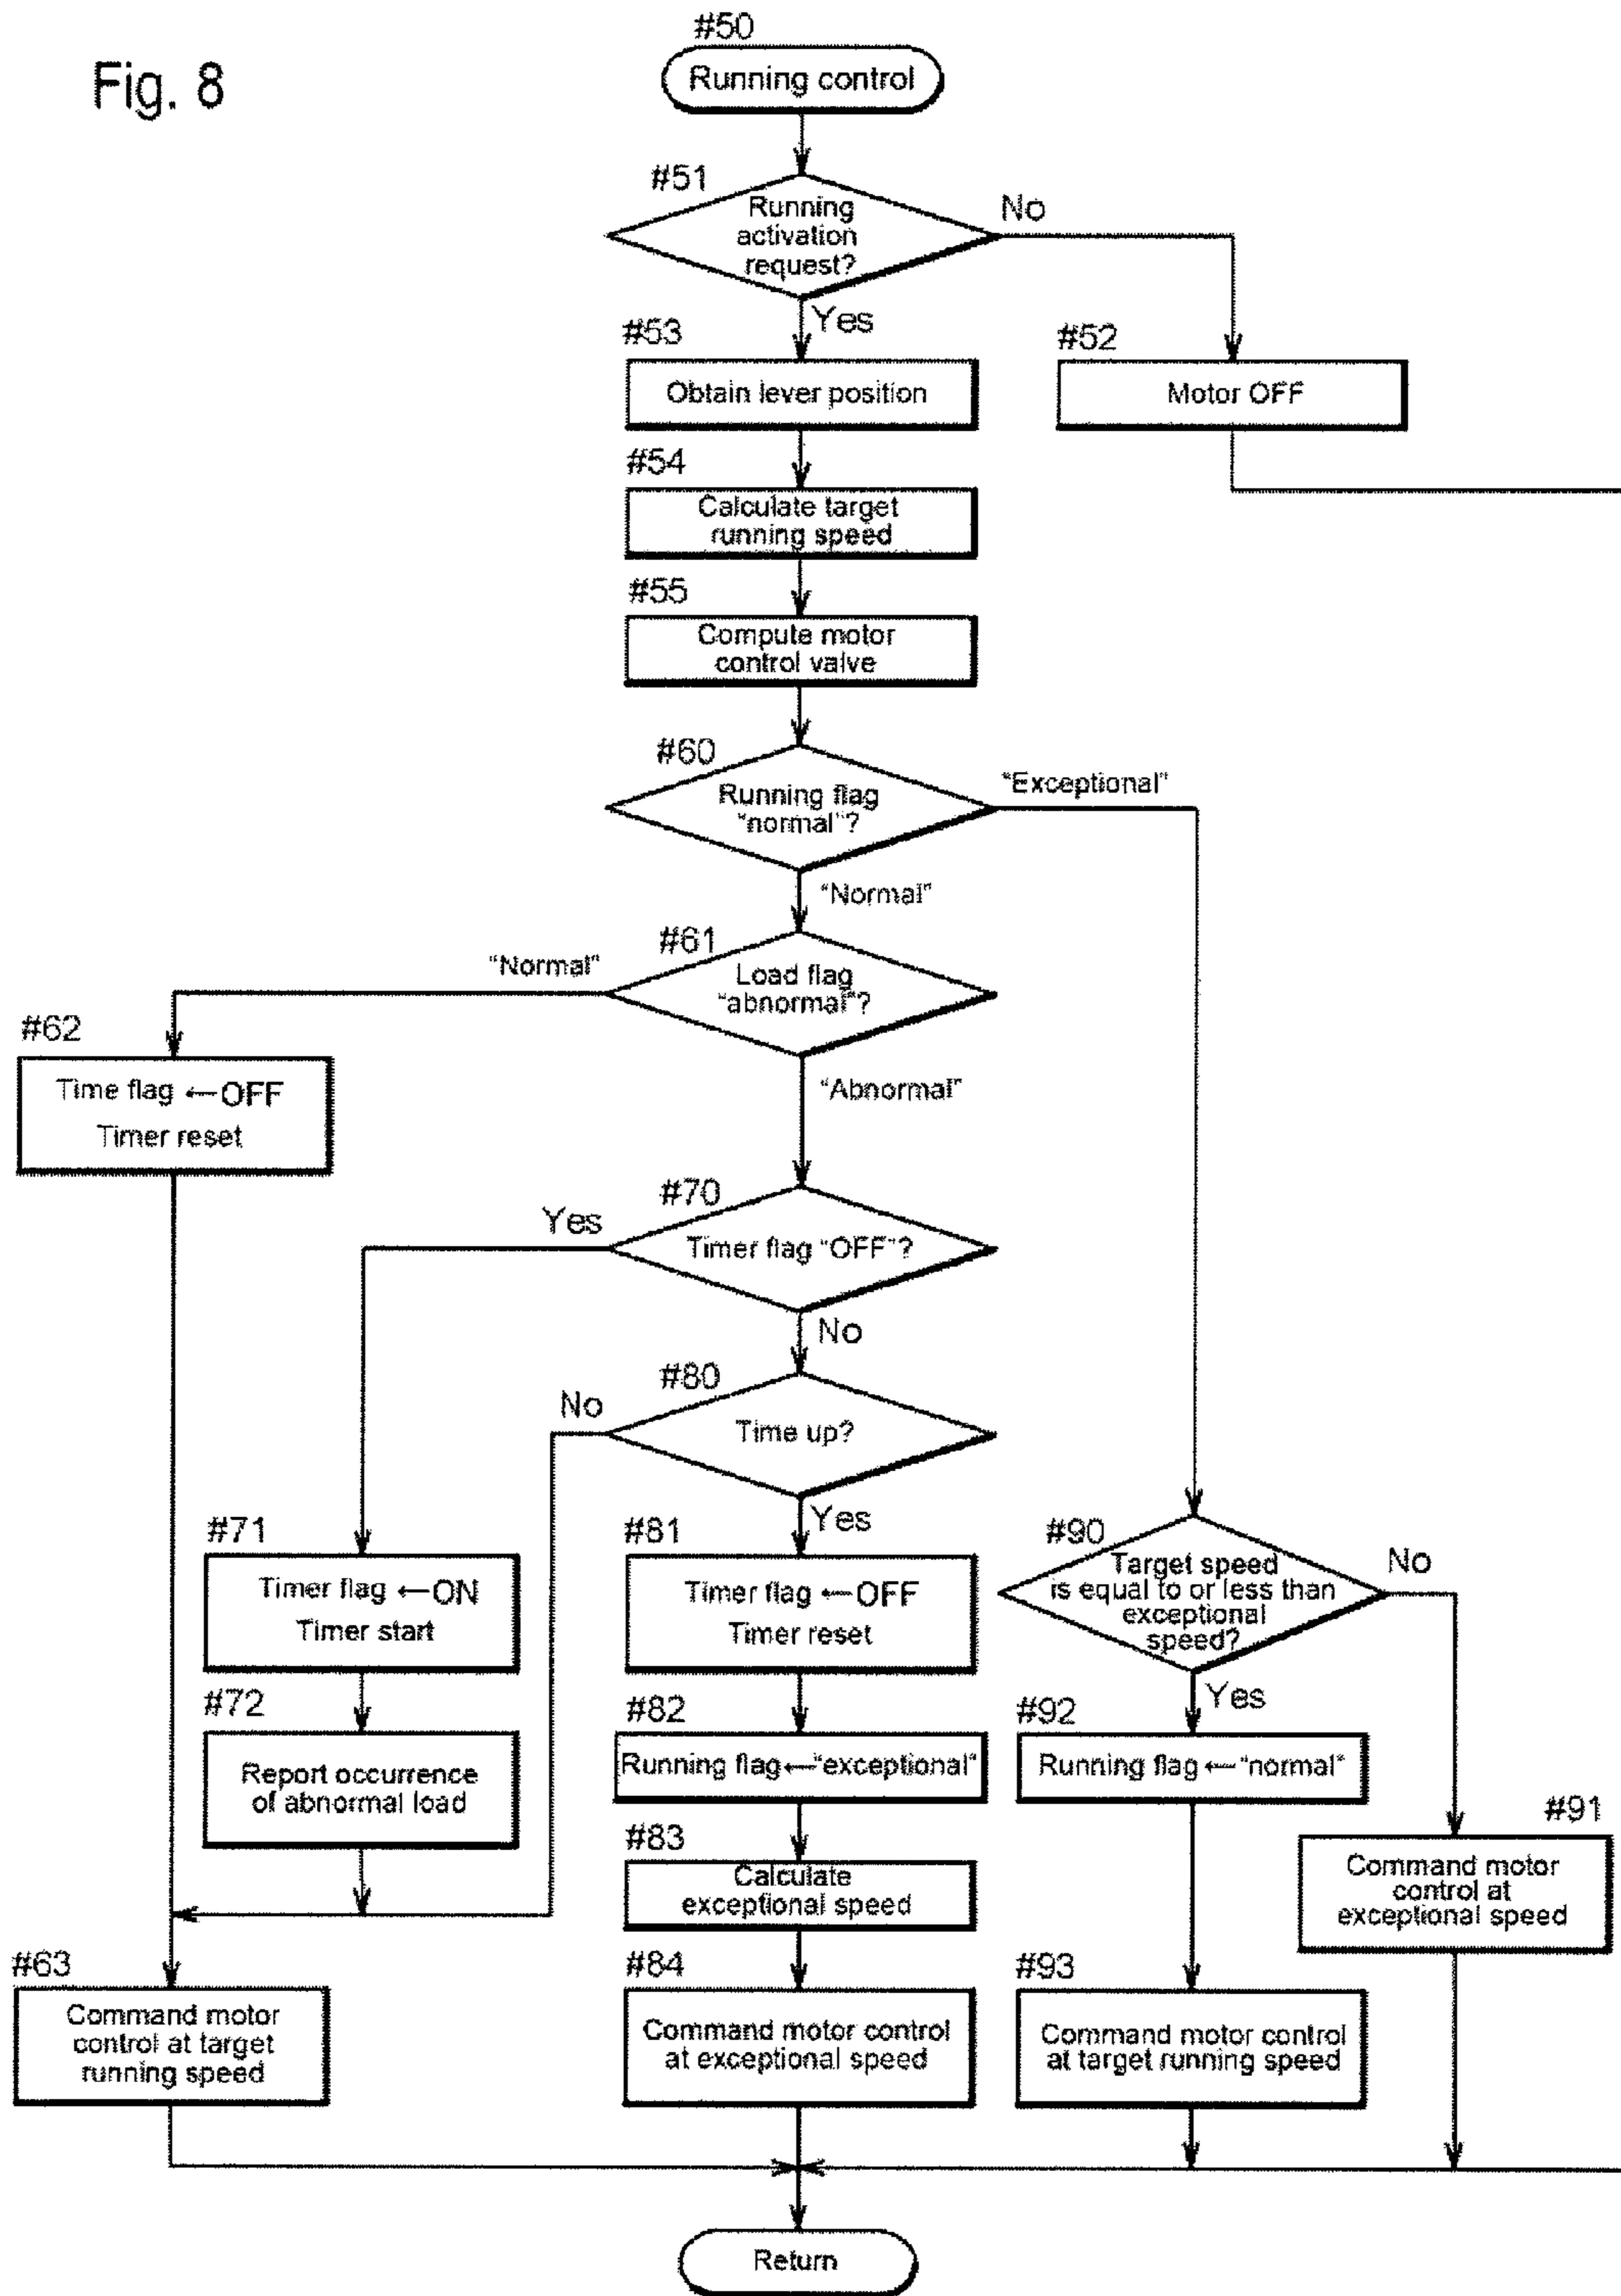 Fig. 8
#50
Running control
#51
Running
activation
request?
No
Yes
#53
Obtain lever position
#52
Motor OFF
#54
Calculate target
running speed
#55
Compute motor
control valve
#60
Running flag
"normal"?
"Exceptional"
"Normal"
#61
Load flag
"abnormal"?
"Normal"
"Abnormal"
#62
Time flag ←OFF
Timer reset
#70
Timer flag "OFF"?
Yes
No
#80
Time up?
No
Yes
#71
Timer flag ←ON
Timer start
#72
Report occurrence
of abnormal load
#81
Timer flag ←OFF
Timer reset
#82
Running flag←"exceptional"
#83
Calculate
exceptional speed
#84
Command motor control
at exceptional speed
#90
Target speed
is equal to or less than
exceptional
speed?
No
Yes
#92
Running flag ←"normal"
#91
Command motor
control at
exceptional speed
#93
Command motor control
at target running speed
#63
Command motor
control at target
running speed
Return